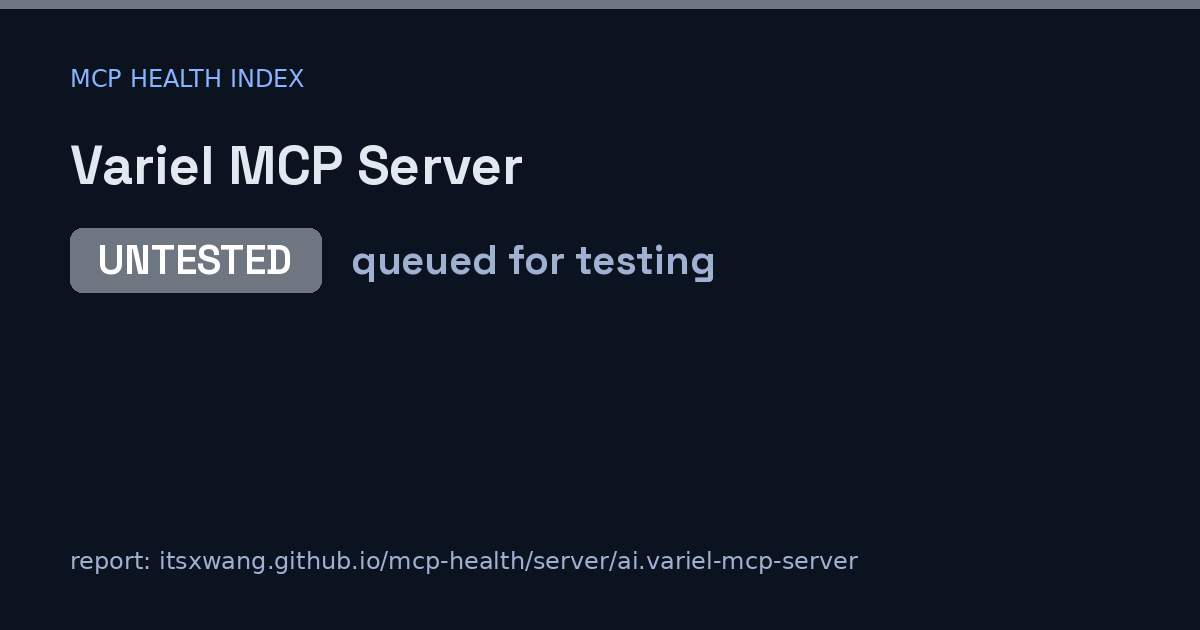 MCP HEALTH INDEX
Variel MCP Server
UNTESTED queued for testing
report: itsxwang.github.io/mcp-health/server/ai.variel-mcp-server